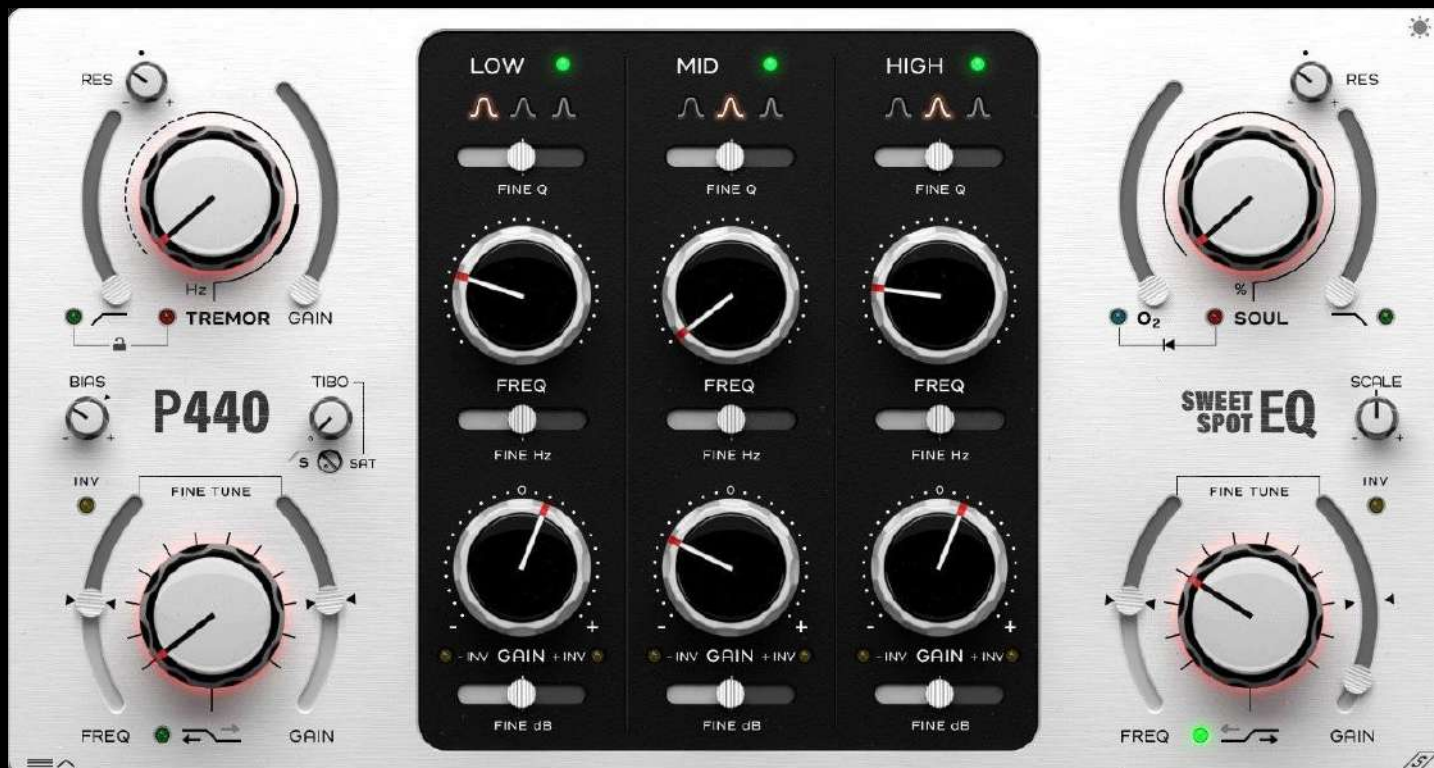 RES
- +
Hz
TREMOR GAIN
BIAS
- +
P440
TIBO
S SAT
INV
FINE TUNE
FREQ GAIN
LOW MID HIGH
FINE Q FINE Q FINE Q
FREQ FREQ FREQ
FINE Hz FINE Hz FINE Hz
0 0 0
- + - + - +
-INV GAIN +INV -INV GAIN +INV -INV GAIN +INV
FINE dB FINE dB FINE dB
RES
- +
%
O₂ SOUL
SWEET
SPOT EQ
SCALE
- +
INV
FINE TUNE
FREQ GAIN